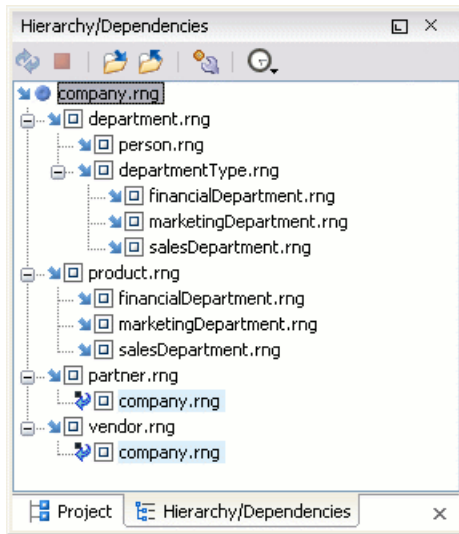 Hierarchy/Dependencies
company.rng
department.rng
person.rng
departmentType.rng
financialDepartment.rng
marketingDepartment.rng
salesDepartment.rng
product.rng
financialDepartment.rng
marketingDepartment.rng
salesDepartment.rng
partner.rng
company.rng
vendor.rng
company.rng
Project Hierarchy/Dependencies